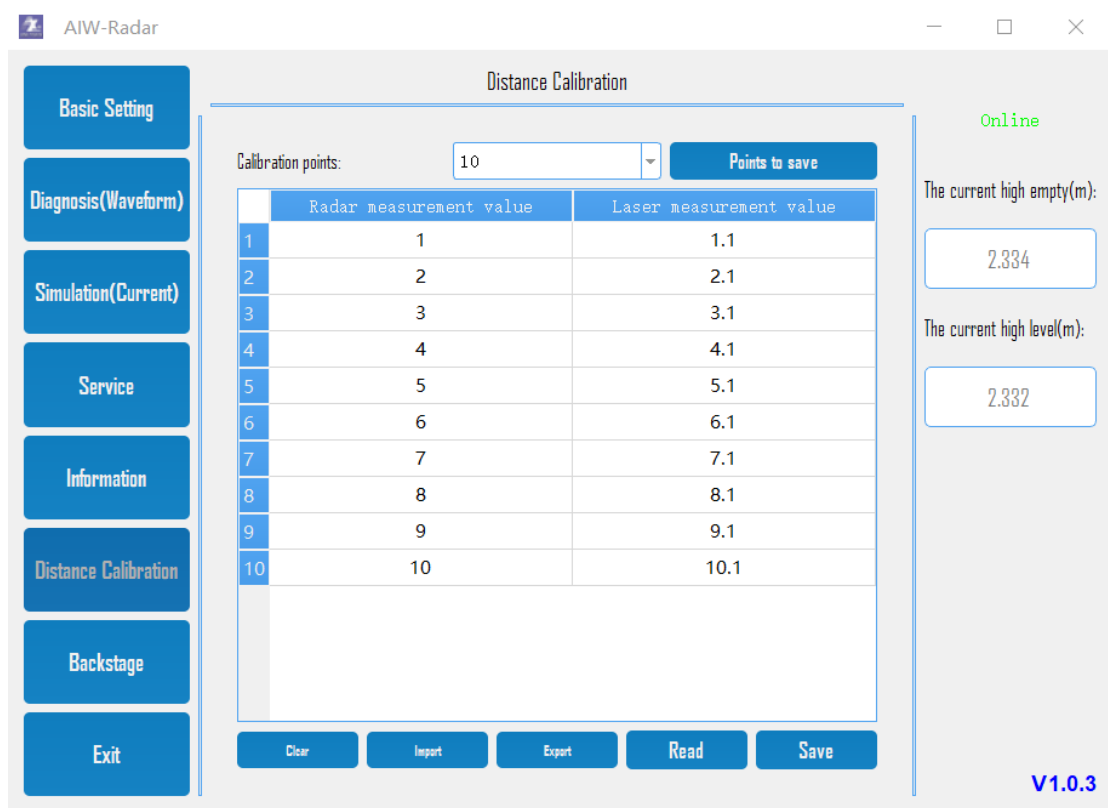 AIW-Radar
Basic Setting
Diagnosis(Waveform)
Simulation(Current)
Service
Information
Distance Calibration
Backstage
Exit
Distance Calibration
Calibration points: 10 Points to save
Radar measurement value Laser measurement value
1 1 1.1
2 2 2.1
3 3 3.1
4 4 4.1
5 5 5.1
6 6 6.1
7 7 7.1
8 8 8.1
9 9 9.1
10 10 10.1
Clear Import Export Read Save
Online
The current high empty(m):
2.334
The current high level(m):
2.332
V1.0.3